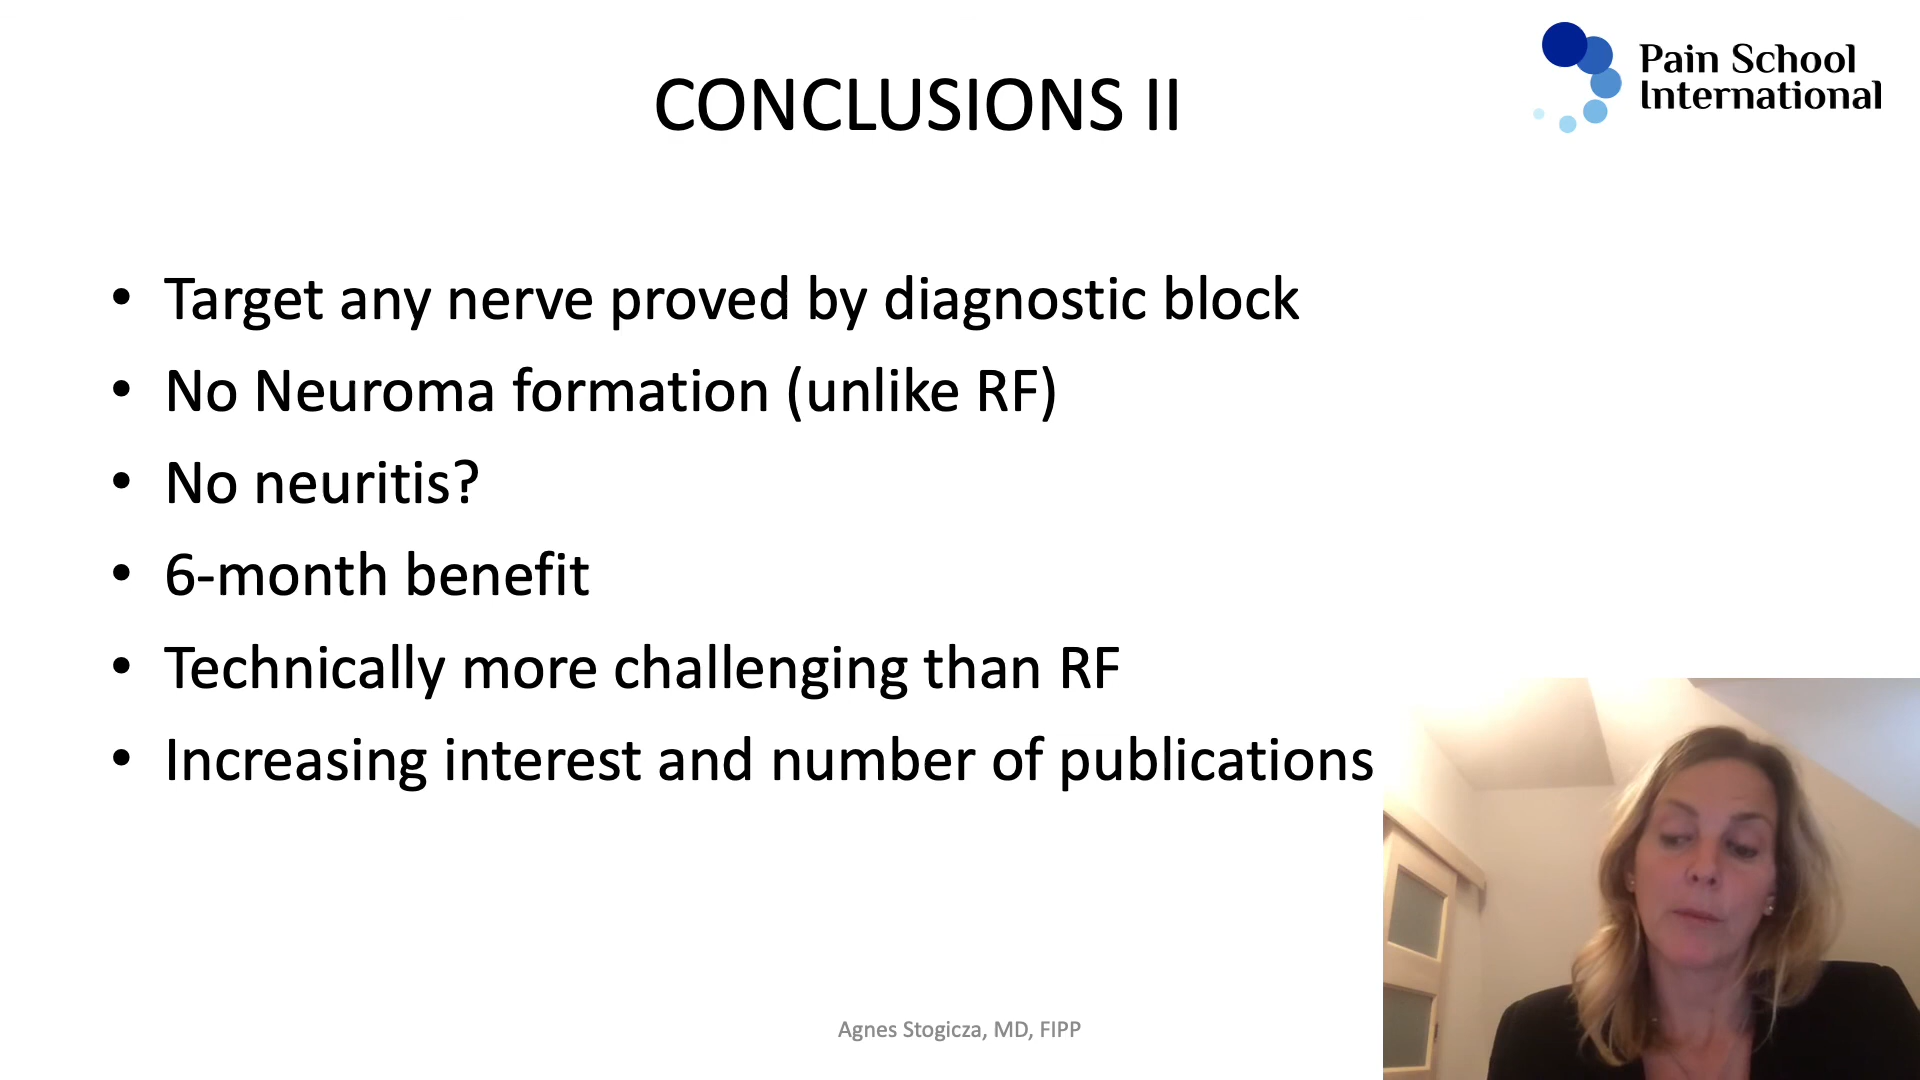 Pain School
International
CONCLUSIONS II
• Target any nerve proved by diagnostic block
• No Neuroma formation (unlike RF)
• No neuritis?
• 6-month benefit
• Technically more challenging than RF
• Increasing interest and number of publications
Agnes Stogicza, MD, FIPP